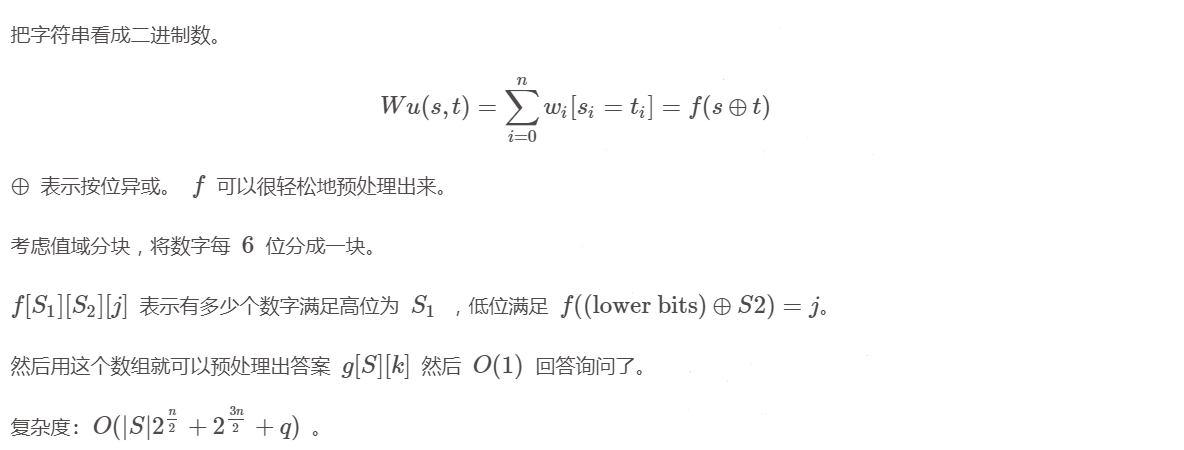 把字符串看成二进制数。
$$Wu(s,t) = \sum_{i=0}^{n} w_i[s_i = t_i] = f(s \oplus t)$$
$\oplus$ 表示按位异或。 $f$ 可以很轻松地预处理出来。
考虑值域分块，将数字每 $6$ 位分成一块。
$f[S_1][S_2][j]$ 表示有多少个数字满足高位为 $S_1$ ，低位满足 $f((\text{lower bits}) \oplus S2) = j$。
然后用这个数组就可以预处理出答案 $g[S][k]$ 然后 $O(1)$ 回答询问了。
复杂度：$O(|S|2^{\frac{n}{2}} + 2^{\frac{3n}{2}} + q)$ 。